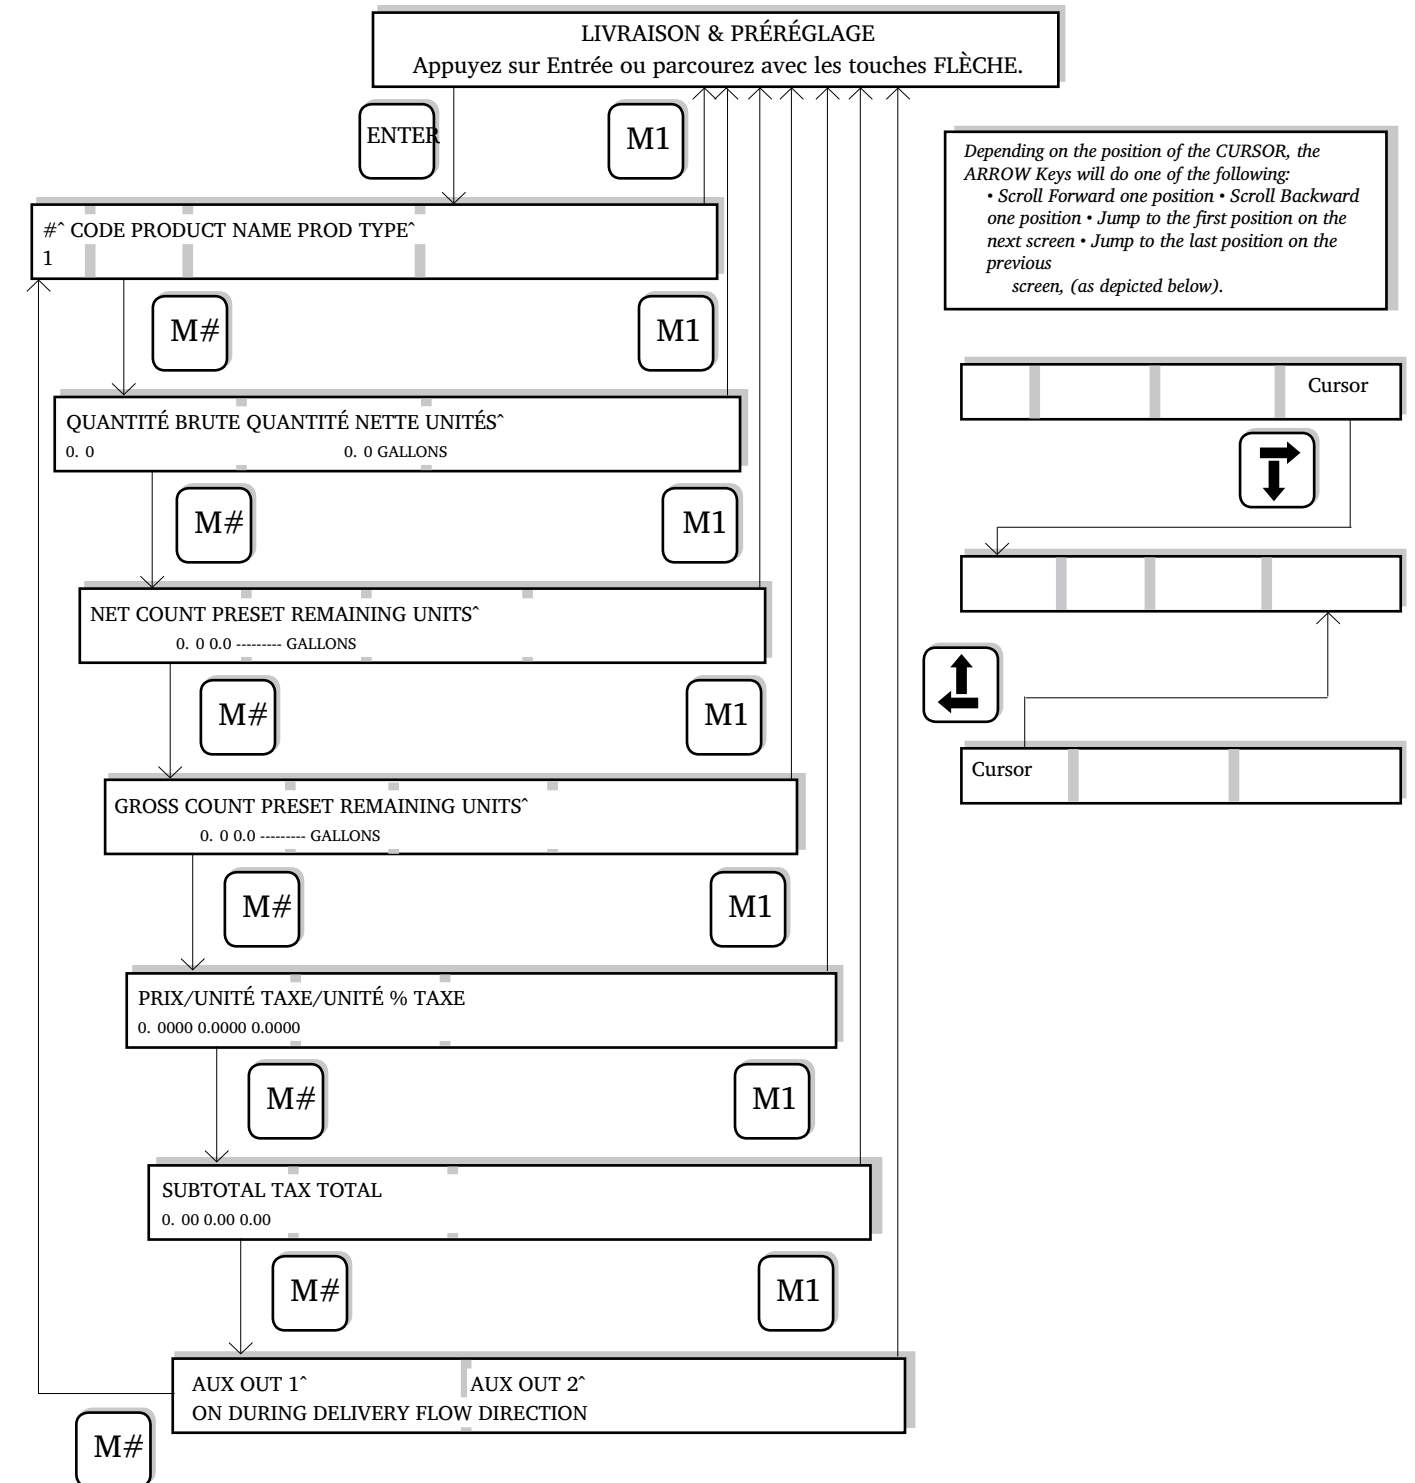 LIVRAISON & PRÉRÉGLAGE
Appuyez sur Entrée ou parcourez avec les touches FLÈCHE.
ENTER
M1
Depending on the position of the CURSOR, the
ARROW Keys will do one of the following:
• Scroll Forward one position • Scroll Backward
one position • Jump to the first position on the
next screen • Jump to the last position on the
previous
screen, (as depicted below).
#ˆ CODE PRODUCT NAME PROD TYPEˆ
1
M#
M1
Cursor
QUANTITÉ BRUTE QUANTITÉ NETTE UNITÉSˆ
0. 0 0. 0 GALLONS
M#
M1
NET COUNT PRESET REMAINING UNITSˆ
0. 0 0.0 --------- GALLONS
M#
M1
Cursor
GROSS COUNT PRESET REMAINING UNITSˆ
0. 0 0.0 --------- GALLONS
M#
M1
PRIX/UNITÉ TAXE/UNITÉ % TAXE
0. 0000 0.0000 0.0000
M#
M1
SUBTOTAL TAX TOTAL
0. 00 0.00 0.00
M#
M1
AUX OUT 1ˆ AUX OUT 2ˆ
ON DURING DELIVERY FLOW DIRECTION
M#